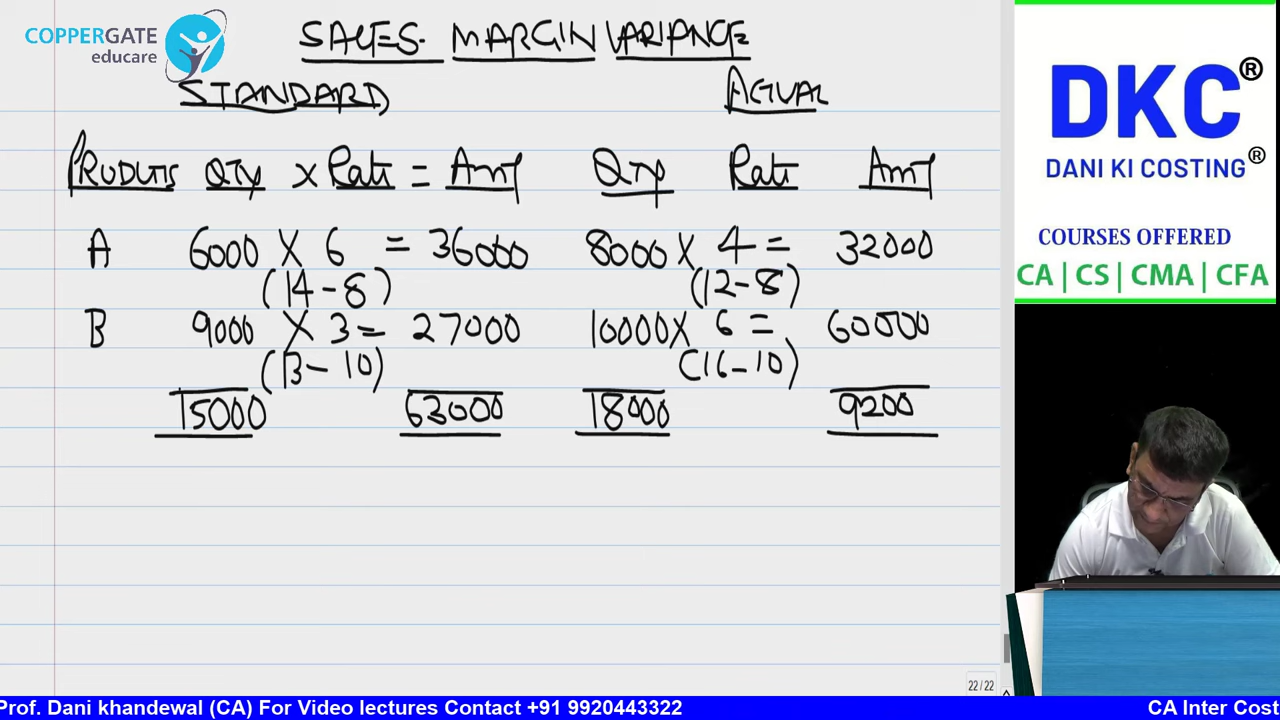 COPPERGATE
educare
SALES MARGIN VARIANCE
STANDARD ACTUAL
PRODUCTS QTY X Rate = Amt Qty Rate Amt
A 6000 X 6 = 36000 8000 X 4 = 32000
(14-8) (12-8)
B 9000 X 3 = 27000 10000 X 6 = 60000
(13-10) (16-10)
15000 63000 18000 9200
22 / 22
DKC®
DANI KI COSTING®
COURSES OFFERED
CA | CS | CMA | CFA
Prof. Dani khandewal (CA) For Video lectures Contact +91 9920443322 CA Inter Cost